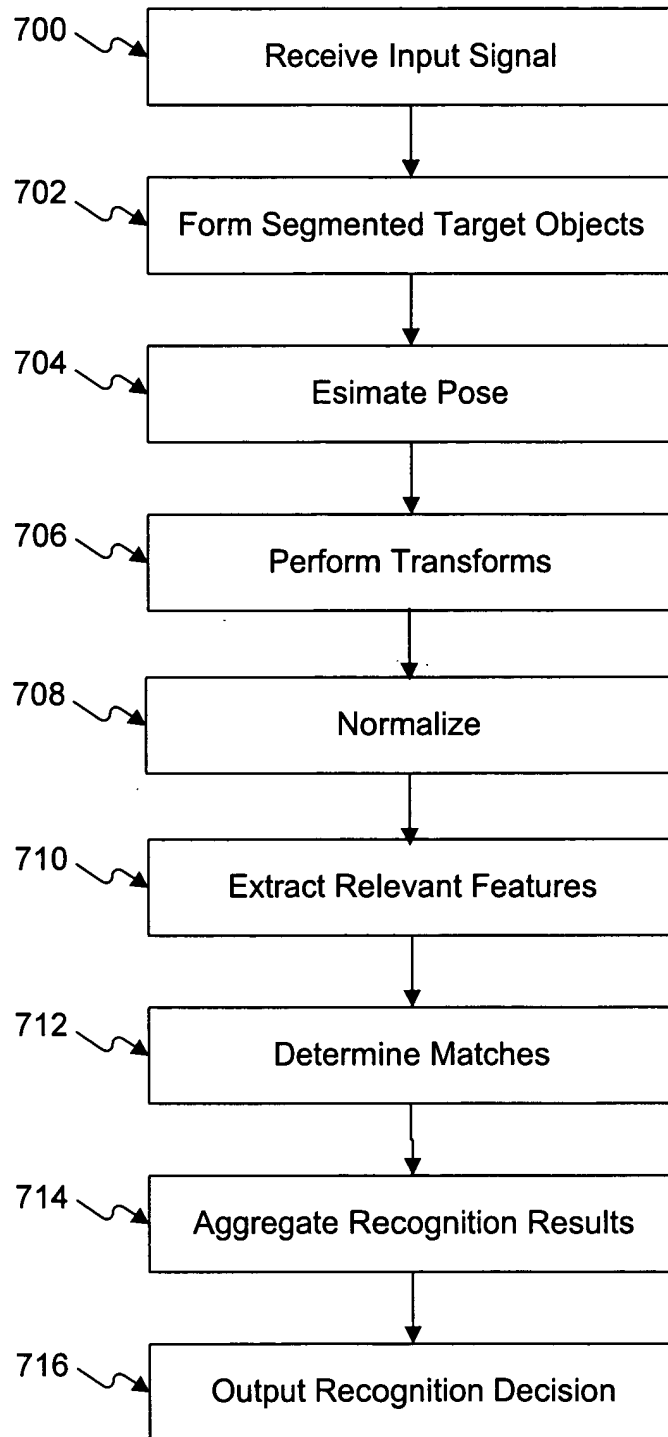 700
Receive Input Signal
702
Form Segmented Target Objects
704
Esimate Pose
706
Perform Transforms
708
Normalize
710
Extract Relevant Features
712
Determine Matches
714
Aggregate Recognition Results
716
Output Recognition Decision